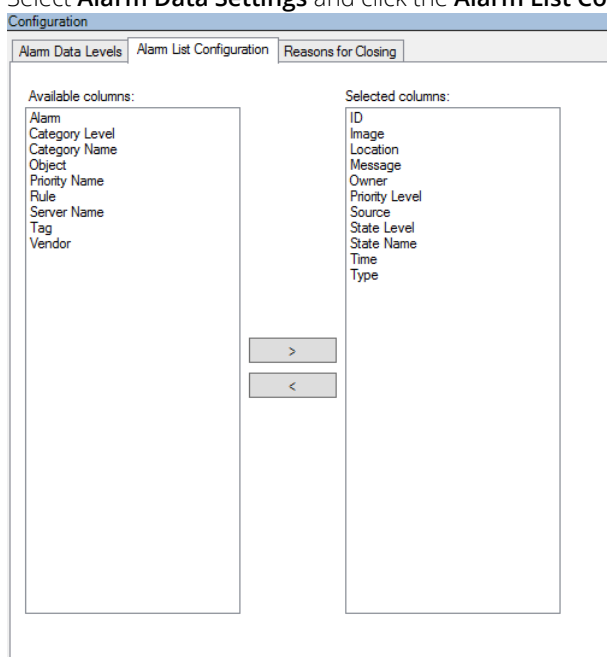 Select Alarm Data Settings and click the Alarm List Co
Configuration
Alarm Data Levels Alarm List Configuration Reasons for Closing
Available columns:
Alarm
Category Level
Category Name
Object
Priority Name
Rule
Server Name
Tag
Vendor
>
<
Selected columns:
ID
Image
Location
Message
Owner
Priority Level
Source
State Level
State Name
Time
Type